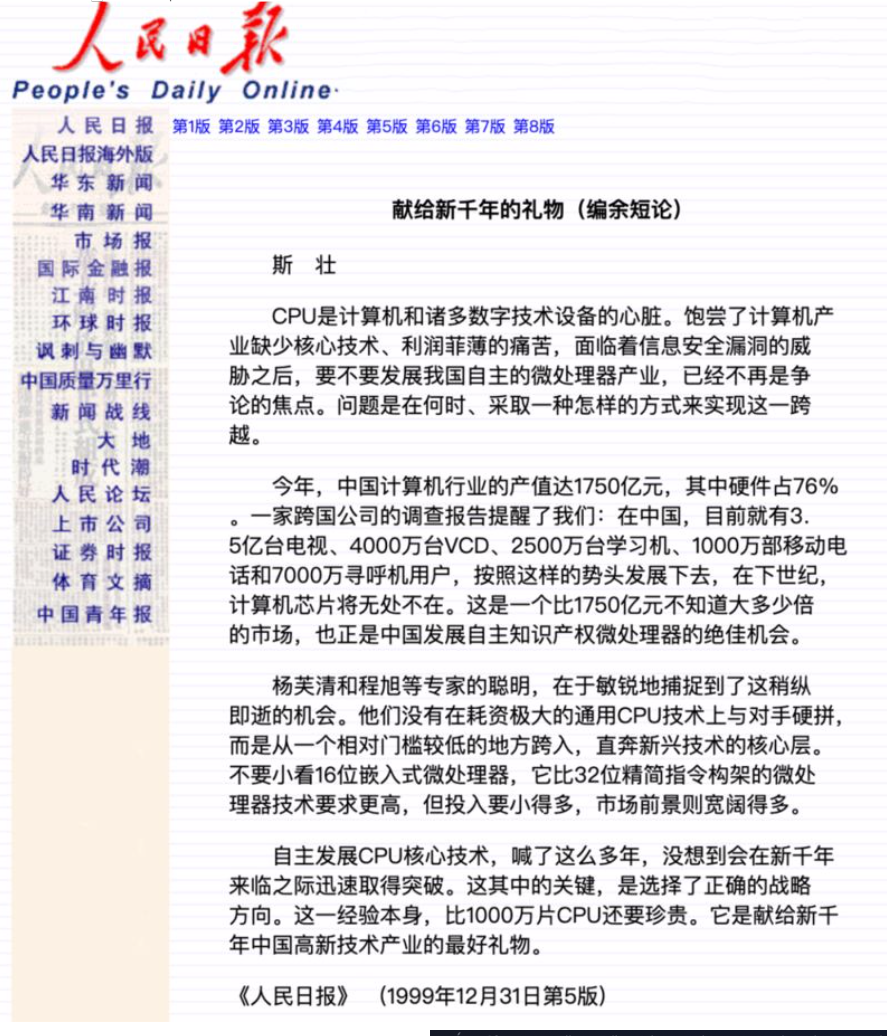 人民日报
People's Daily Online
人民日报
第1版 第2版 第3版 第4版 第5版 第6版 第7版 第8版
人民日报海外版
华东新闻
华南新闻
市场报
国际金融报
江南时报
环球时报
讽刺与幽默
中国质量万里行
新闻战线
大地
时代潮
人民论坛
上市公司
证券时报
体育文摘
中国青年报
献给新千年的礼物（编余短论）
斯 壮
CPU是计算机和诸多数字技术设备的心脏。饱尝了计算机产
业缺少核心技术、利润菲薄的痛苦，面临着信息安全漏洞的威
胁之后，要不要发展我国自主的微处理器产业，已经不再是争
论的焦点。问题是在何时、采取一种怎样的方式来实现这一跨
越。
今年，中国计算机行业的产值达1750亿元，其中硬件占76%
。一家跨国公司的调查报告提醒了我们：在中国，目前就有3.
5亿台电视、4000万台VCD、2500万台学习机、1000万部移动电
话和7000万寻呼机用户，按照这样的势头发展下去，在下世纪，
计算机芯片将无处不在。这是一个比1750亿元不知道大多少倍
的市场，也正是中国发展自主知识产权微处理器的绝佳机会。
杨芙清和程旭等专家的聪明，在于敏锐地捕捉到了这稍纵
即逝的机会。他们没有在耗资极大的通用CPU技术上与对手硬拼，
而是从一个相对门槛较低的地方跨入，直奔新兴技术的核心层。
不要小看16位嵌入式微处理器，它比32位精简指令构架的微处
理器技术要求更高，但投入要小得多，市场前景则宽阔得多。
自主发展CPU核心技术，喊了这么多年，没想到会在新千年
来临之际迅速取得突破。这其中的关键，是选择了正确的战略
方向。这一经验本身，比1000万片CPU还要珍贵。它是献给新千
年中国高新技术产业的最好礼物。
《人民日报》 （1999年12月31日第5版）